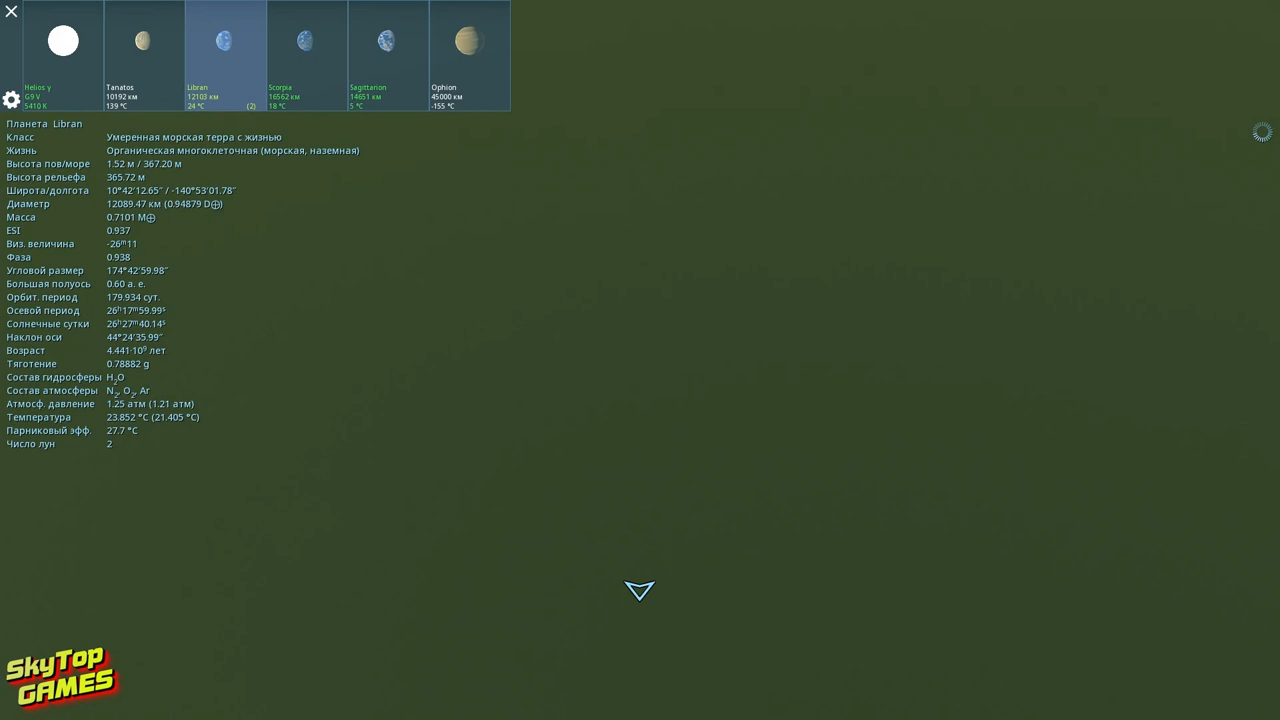 Helios γ
G9 V
5410 K
Tanatos
10192 км
139 °C
Libran
12103 км
24 °C (2)
Scorpia
16562 км
18 °C
Sagittarion
14651 км
5 °C
Ophion
45000 км
-155 °C
Планета Libran
Класс Умеренная морская терра с жизнью
Жизнь Органическая многоклеточная (морская, наземная)
Высота пов/море 1.52 м / 367.20 м
Высота рельефа 365.72 м
Широта/долгота 10°42′12.65″ / -140°53′01.78″
Диаметр 12089.47 км (0.94879 D⊕)
Масса 0.7101 M⊕
ESI 0.937
Виз. величина -26ᵐ11
Фаза 0.938
Угловой размер 174°42′59.98″
Большая полуось 0.60 а. е.
Орбит. период 179.934 сут.
Осевой период 26ʰ17ᵐ59.99ˢ
Солнечные сутки 26ʰ27ᵐ40.14ˢ
Наклон оси 44°24′35.99″
Возраст 4.441·10⁹ лет
Тяготение 0.78882 g
Состав гидросферы H₂O
Состав атмосферы N₂, O₂, Ar
Атмосф. давление 1.25 атм (1.21 атм)
Температура 23.852 °C (21.405 °C)
Парниковый эфф. 27.7 °C
Число лун 2
SkyTop
GAMES